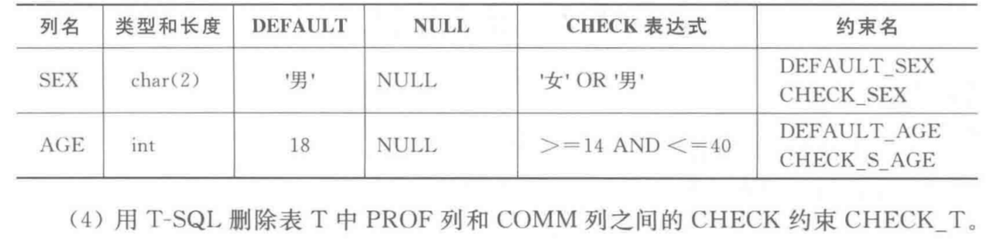 列名 类型和长度 DEFAULT NULL CHECK 表达式 约束名
SEX char(2) '男' NULL '女' OR '男' DEFAULT_SEX
CHECK_SEX
AGE int 18 NULL >=14 AND <=40 DEFAULT_AGE
CHECK_S_AGE
(4) 用 T-SQL 删除表 T 中 PROF 列和 COMM 列之间的 CHECK 约束 CHECK_T。